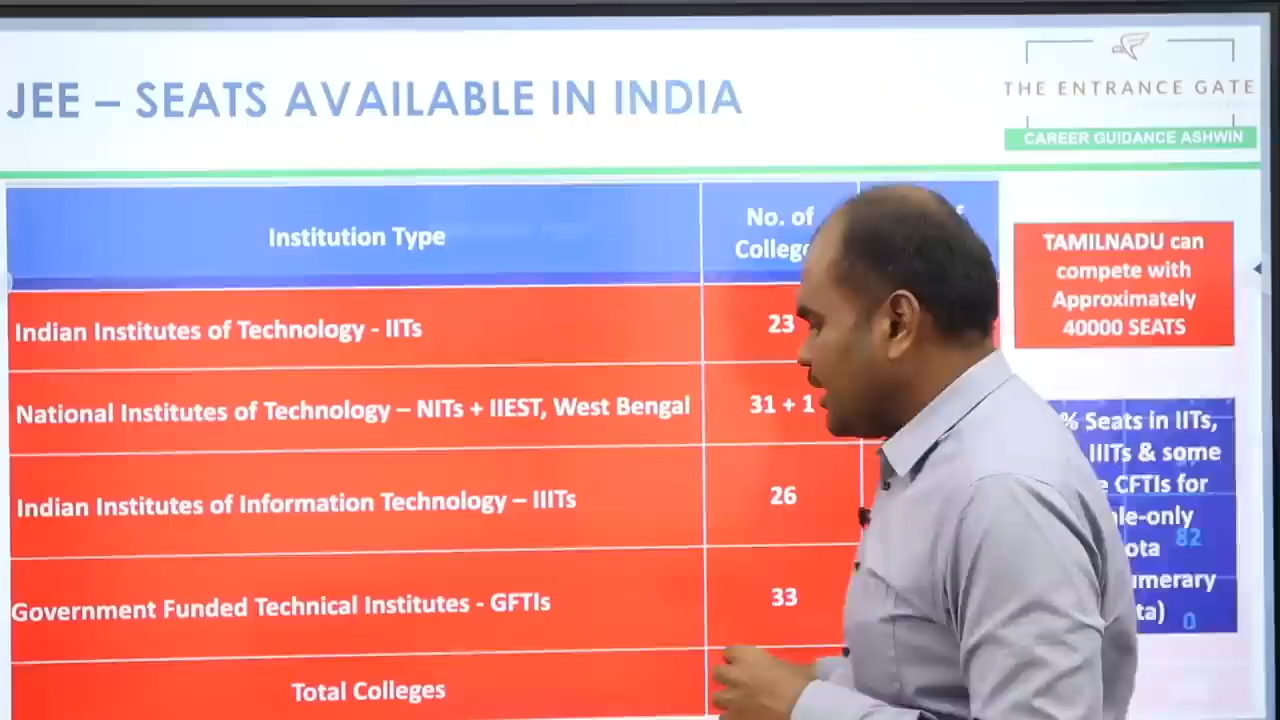 JEE – SEATS AVAILABLE IN INDIA
THE ENTRANCE GATE
CAREER GUIDANCE ASHWIN
Institution Type
No. of
Indian Institutes of Technology - IITs
23
National Institutes of Technology – NITs + IIEST, West Bengal
31 + 1
Indian Institutes of Information Technology – IIITs
26
Government Funded Technical Institutes - GFTIs
33
Total Colleges
TAMILNADU can
compete with
Approximately
40000 SEATS
% Seats in IITs,
IIITs & some
CFTIs for
82
0